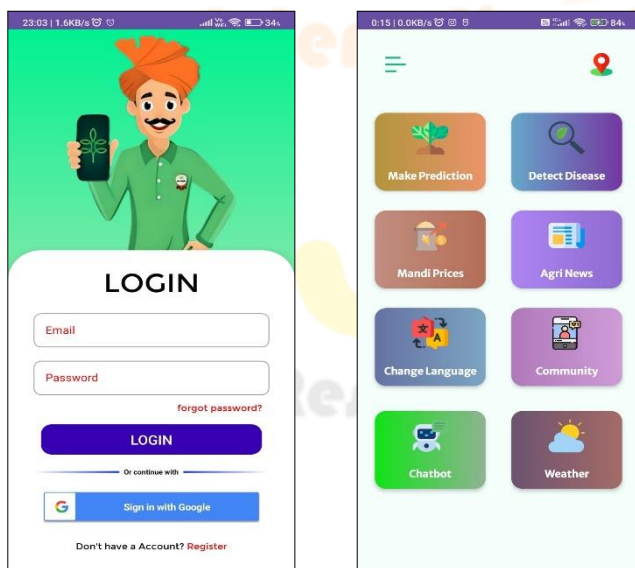 23:03 | 1.6KB/s
34%
LOGIN
Email
Password
forgot password?
LOGIN
Or continue with
G
Sign in with Google
Don't have a Account? Register
0:15 | 0.0KB/s
84%
Make Prediction
Detect Disease
Mandi Prices
Agri News
Change Language
文 A
Community
Chatbot
Weather